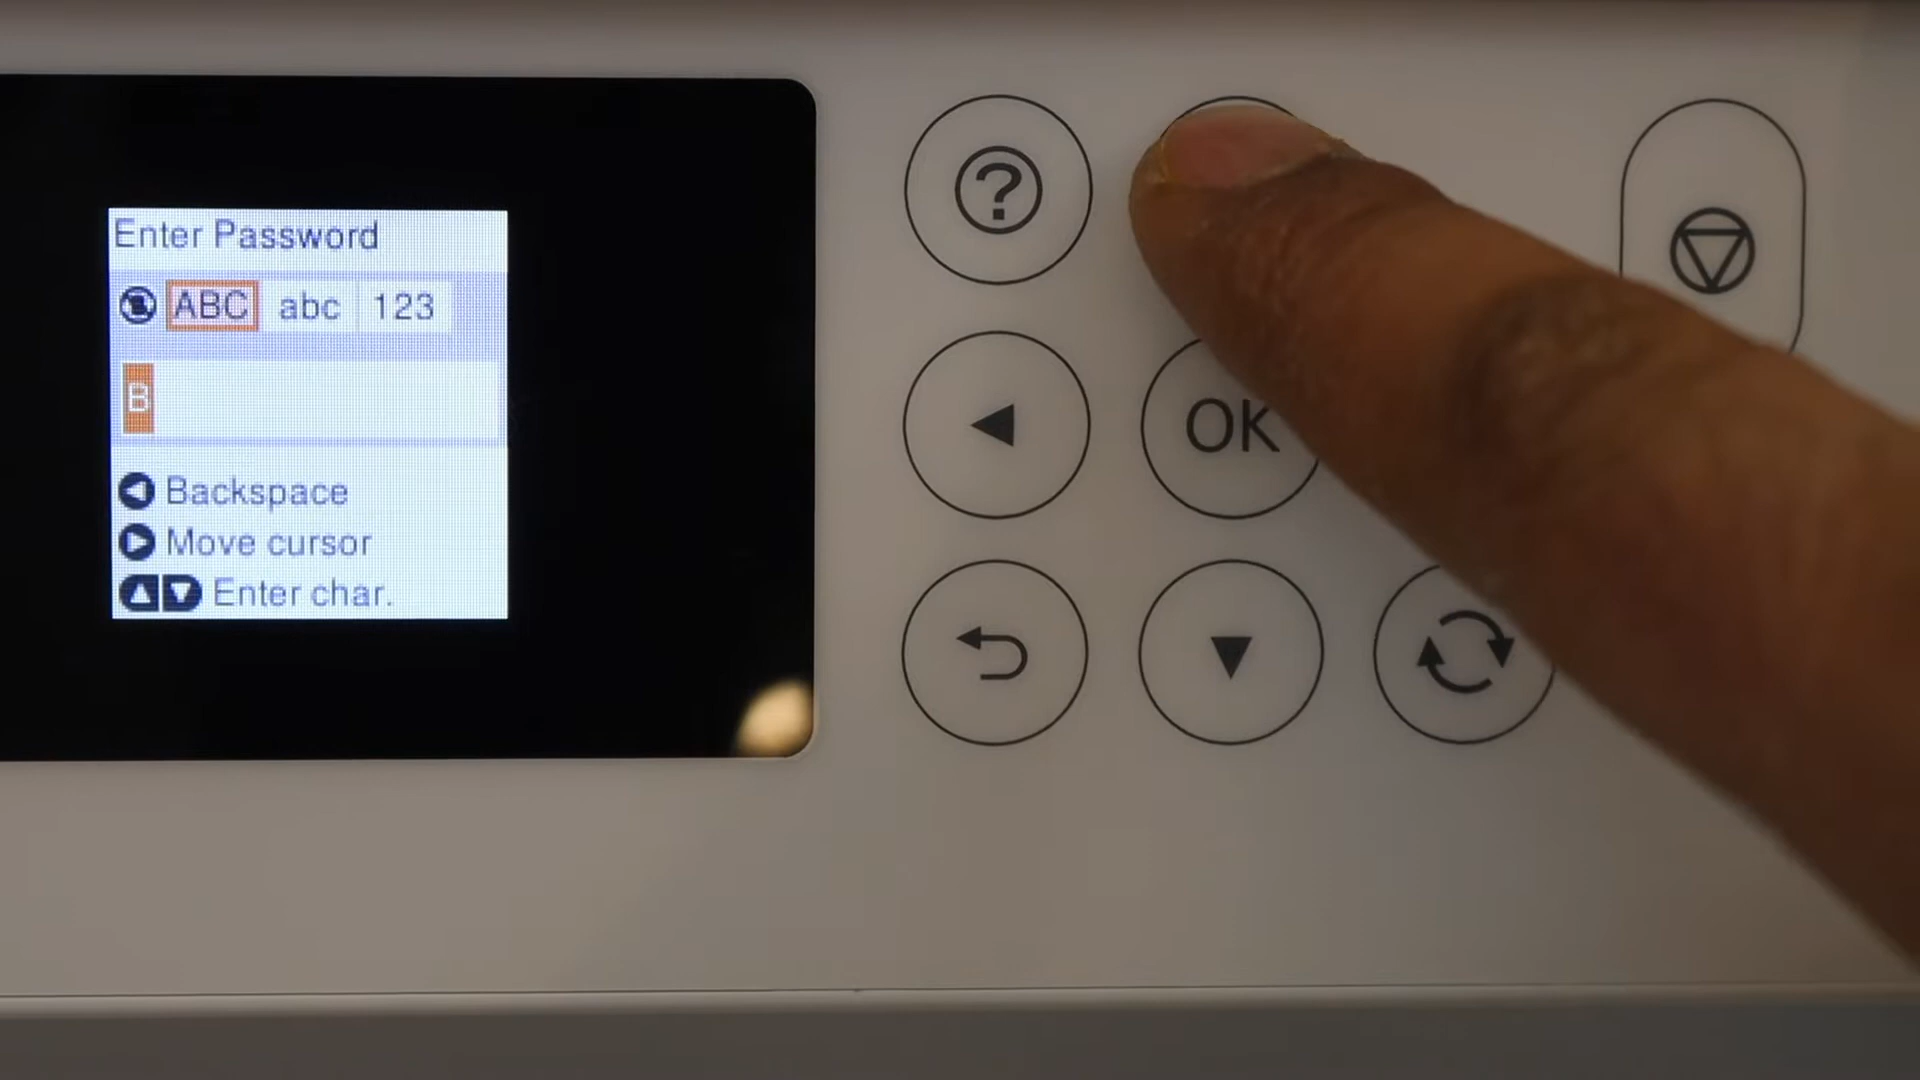 Enter Password
ABC abc 123
B
Backspace
Move cursor
Enter char.
?
OK